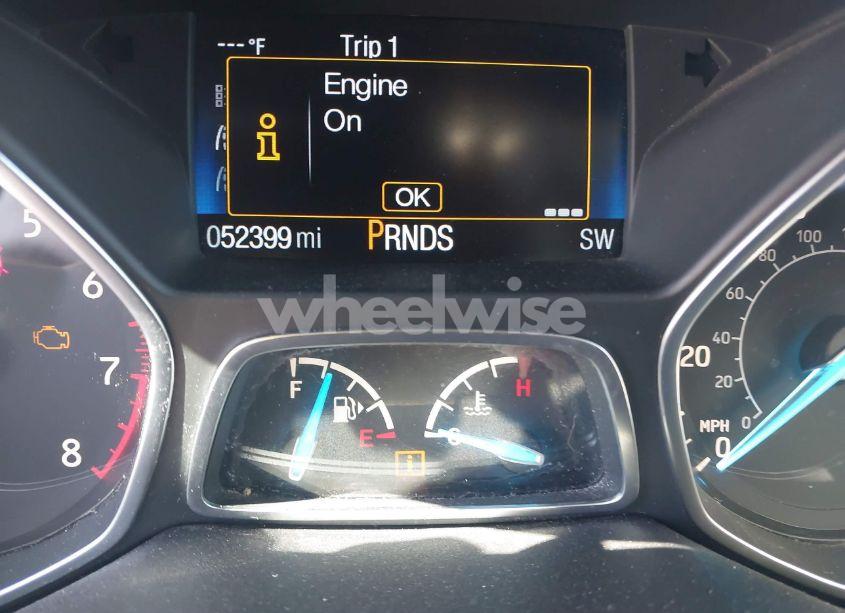 ---°F Trip 1
Engine
On
OK
052399 mi PRNDS SW
5
6
7
8
F
E
C
H
100
80
60
40
20
0
20
0
MPH
wheelwise